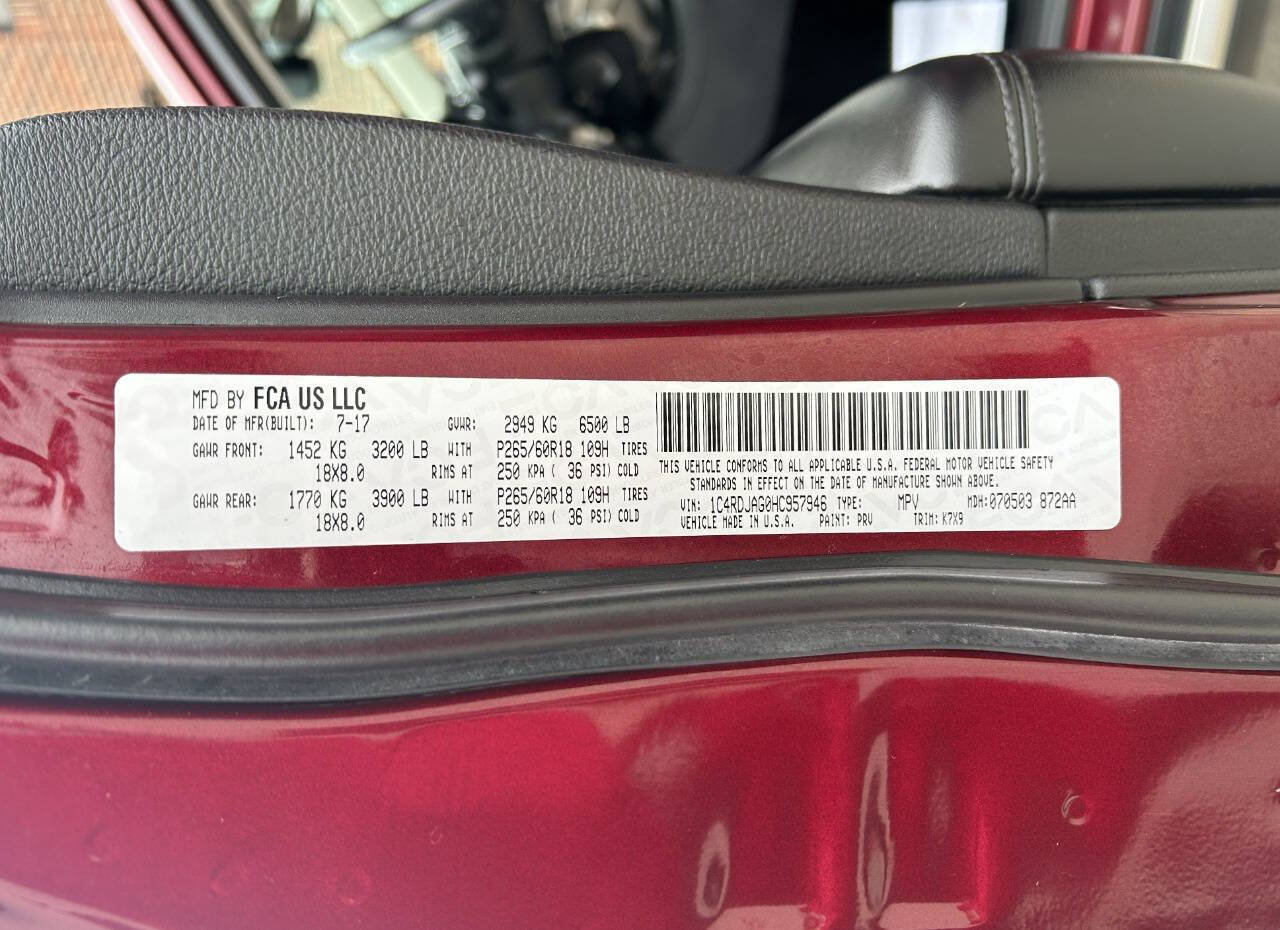 MFD BY FCA US LLC
DATE OF MFR(BUILT): 7-17 GVWR: 2949 KG 6500 LB
GAWR FRONT: 1452 KG 3200 LB WITH P265/60R18 109H TIRES
18X8.0 RIMS AT 250 KPA ( 36 PSI) COLD
GAWR REAR: 1770 KG 3900 LB WITH P265/60R18 109H TIRES
18X8.0 RIMS AT 250 KPA ( 36 PSI) COLD
THIS VEHICLE CONFORMS TO ALL APPLICABLE U.S.A. FEDERAL MOTOR VEHICLE SAFETY
STANDARDS IN EFFECT ON THE DATE OF MANUFACTURE SHOWN ABOVE.
VIN: 1C4RDJAG0HC957946 TYPE: MPV MDH: 070503 872AA
VEHICLE MADE IN U.S.A. PAINT: PRV TRIM: K7X9